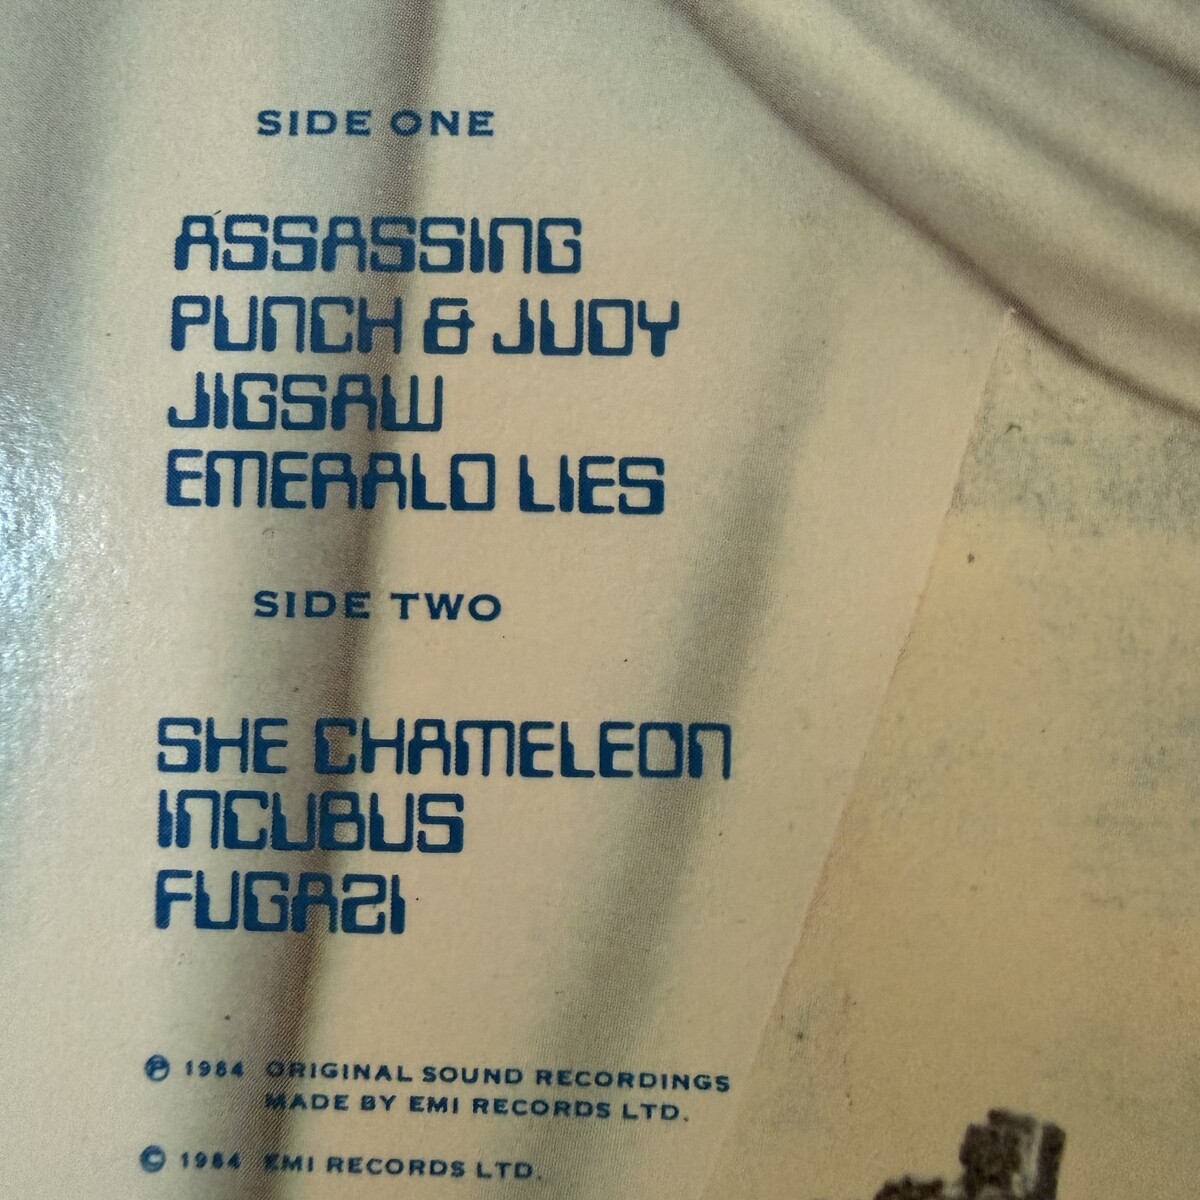 SIDE ONE
ASSASSING
PUNCH & JUDY
JIGSAW
EMERALD LIES
SIDE TWO
SHE CHAMELEON
INCUBUS
FUGAZI
℗ 1984 ORIGINAL SOUND RECORDINGS
MADE BY EMI RECORDS LTD.
© 1984 EMI RECORDS LTD.